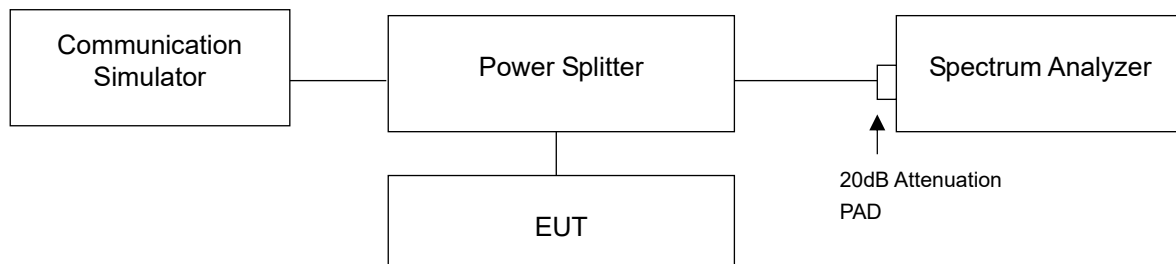 Communication
Simulator
Power Splitter
Spectrum Analyzer
20dB Attenuation
PAD
EUT